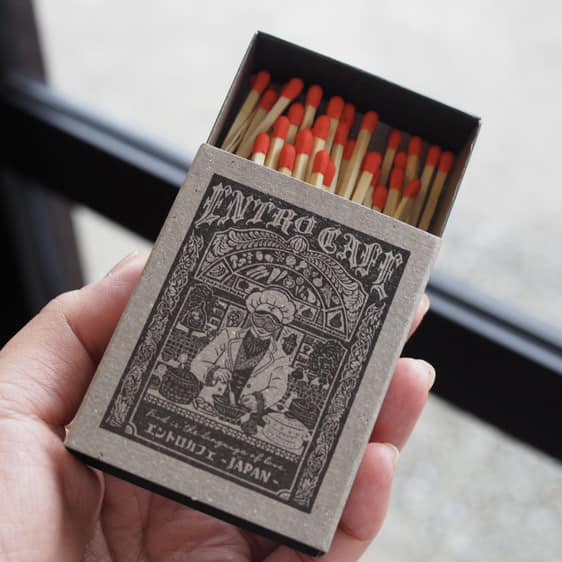 ENTRO CAFE
Food is the language of love
エントロカフェ - JAPAN -